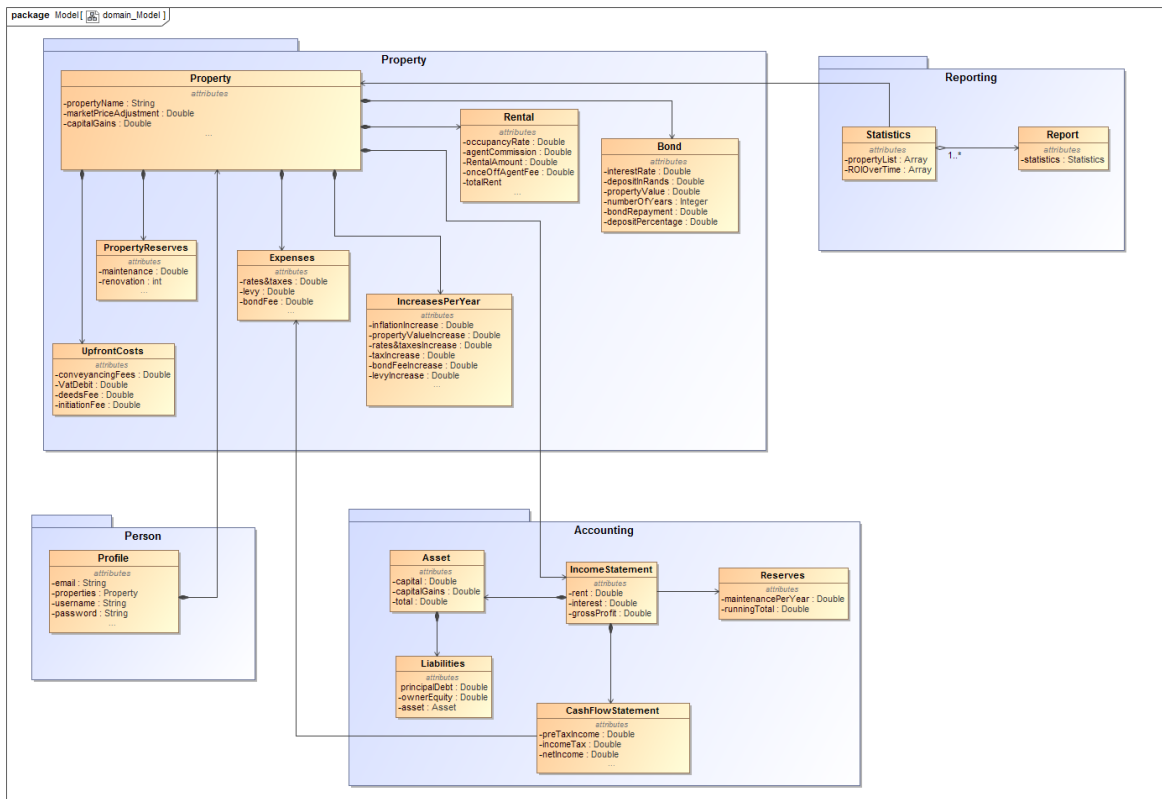 package Model[ domain_Model ]
Property
Property
attributes
-propertyName : String
-marketPriceAdjustment : Double
-capitalGains : Double
...
Rental
attributes
-occupancyRate : Double
-agentCommission : Double
-RentalAmount : Double
-onceOffAgentFee : Double
-totalRent
...
Bond
attributes
-interestRate : Double
-depositInRands : Double
-propertyValue : Double
-numberOfYears : Integer
-bondRepayment : Double
-depositPercentage : Double
PropertyReserves
attributes
-maintenance : Double
-renovation : int
...
Expenses
attributes
-rates&taxes : Double
-levy : Double
-bondFee : Double
...
IncreasesPerYear
attributes
-inflationIncrease : Double
-propertyValueIncrease : Double
-rates&taxesIncrease : Double
-taxIncrease : Double
-bondFeeIncrease : Double
-levyIncrease : Double
...
UpfrontCosts
attributes
-conveyancingFees : Double
-VatDebit : Double
-deedsFee : Double
-initiationFee : Double
Reporting
Statistics
attributes
-propertyList : Array
-ROIOverTime : Array
1..*
Report
attributes
-statistics : Statistics
Person
Profile
attributes
-email : String
-properties : Property
-username : String
-password : String
...
Accounting
Asset
attributes
-capital : Double
-capitalGains : Double
-total : Double
IncomeStatement
attributes
-rent : Double
-interest : Double
-grossProfit : Double
Reserves
attributes
-maintenancePerYear : Double
-runningTotal : Double
Liabilities
attributes
principalDebt : Double
-ownerEquity : Double
-asset : Asset
CashFlowStatement
attributes
-preTaxIncome : Double
-incomeTax : Double
-netIncome : Double
...